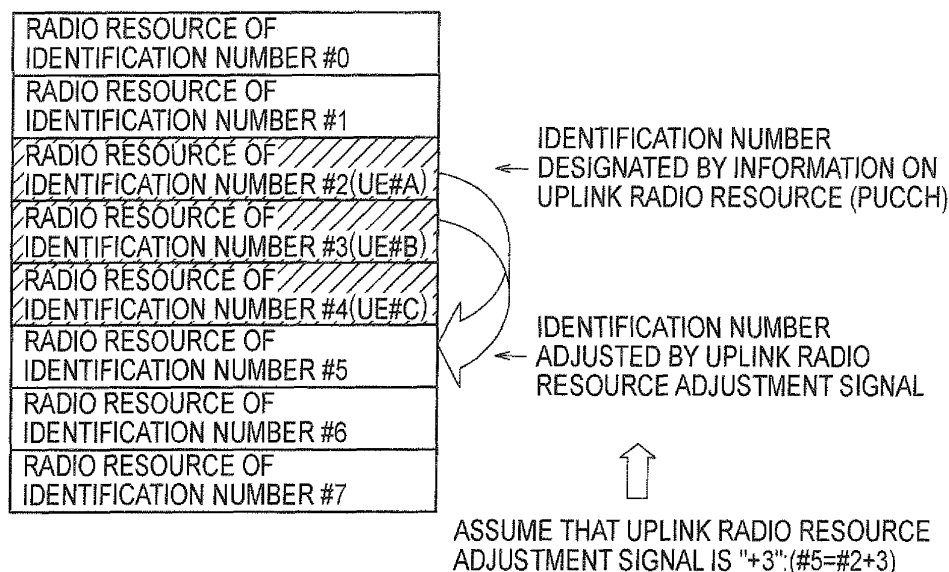 RADIO RESOURCE OF
IDENTIFICATION NUMBER #0
RADIO RESOURCE OF
IDENTIFICATION NUMBER #1
RADIO RESOURCE OF
IDENTIFICATION NUMBER #2(UE#A)
RADIO RESOURCE OF
IDENTIFICATION NUMBER #3(UE#B)
RADIO RESOURCE OF
IDENTIFICATION NUMBER #4(UE#C)
RADIO RESOURCE OF
IDENTIFICATION NUMBER #5
RADIO RESOURCE OF
IDENTIFICATION NUMBER #6
RADIO RESOURCE OF
IDENTIFICATION NUMBER #7
IDENTIFICATION NUMBER
DESIGNATED BY INFORMATION ON
UPLINK RADIO RESOURCE (PUCCH)
IDENTIFICATION NUMBER
ADJUSTED BY UPLINK RADIO
RESOURCE ADJUSTMENT SIGNAL
ASSUME THAT UPLINK RADIO RESOURCE
ADJUSTMENT SIGNAL IS "+3":(#5=#2+3)